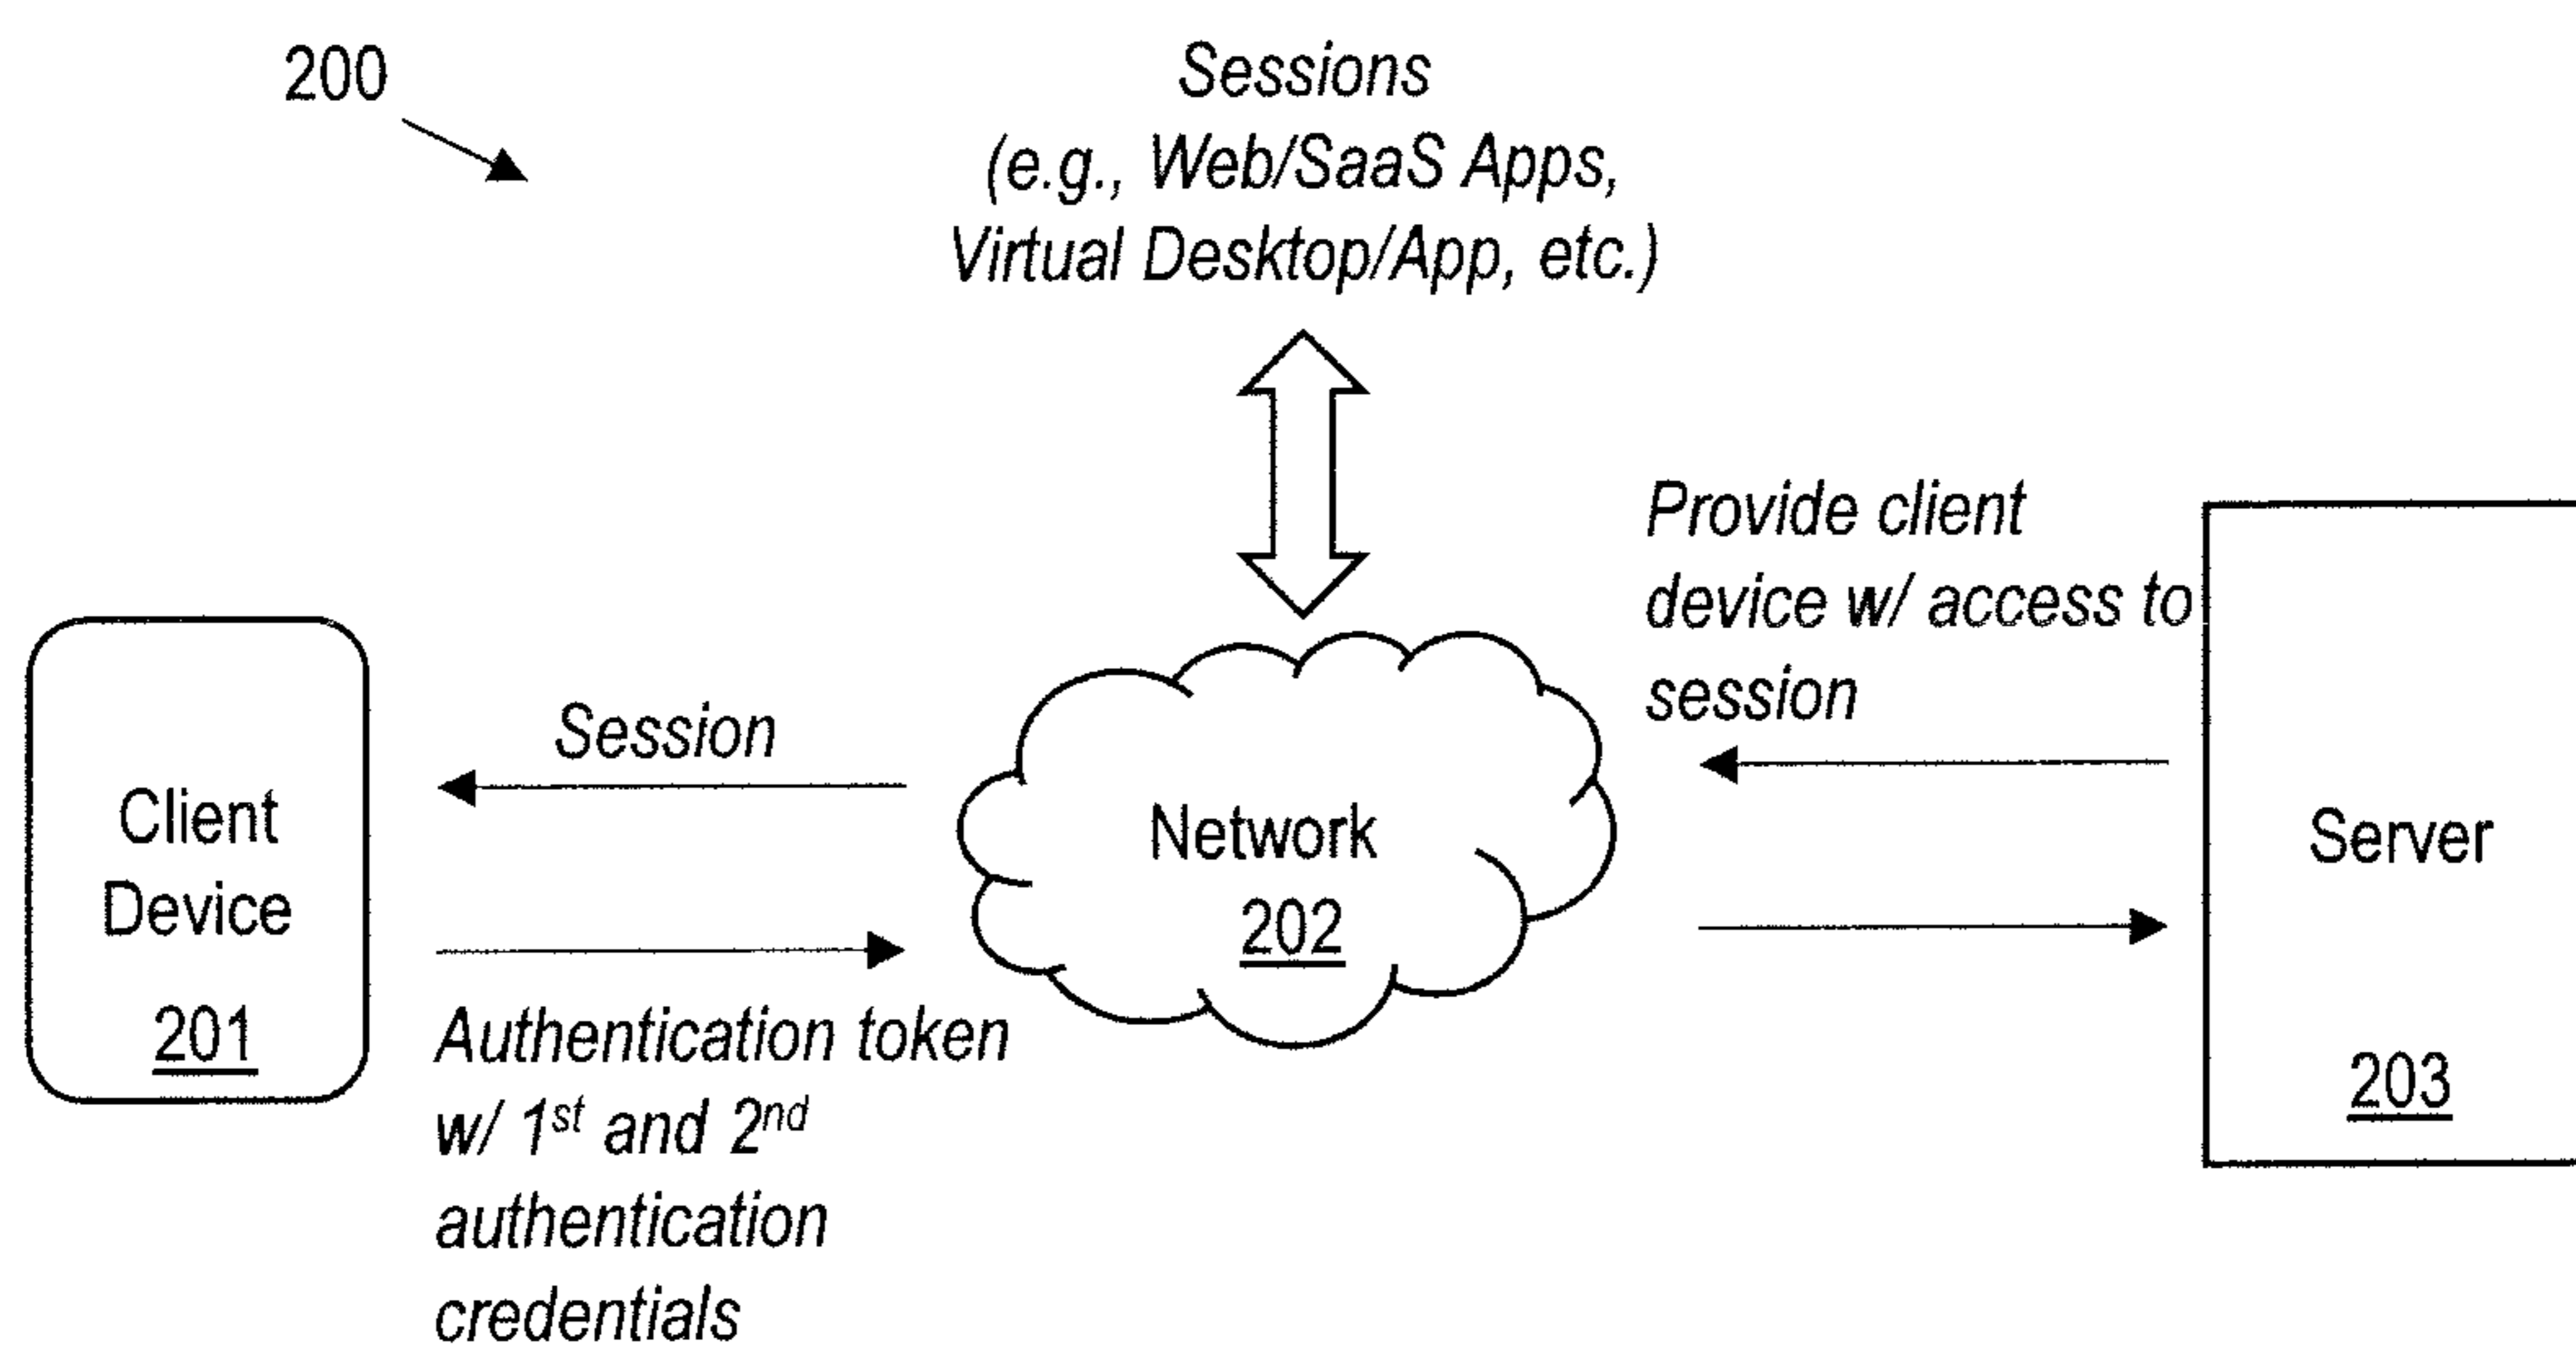 200
Sessions
(e.g., Web/SaaS Apps,
Virtual Desktop/App, etc.)
Provide client
device w/ access to
session
Session
Client
Device
201
Network
202
Server
203
Authentication token
w/ 1st and 2nd
authentication
credentials